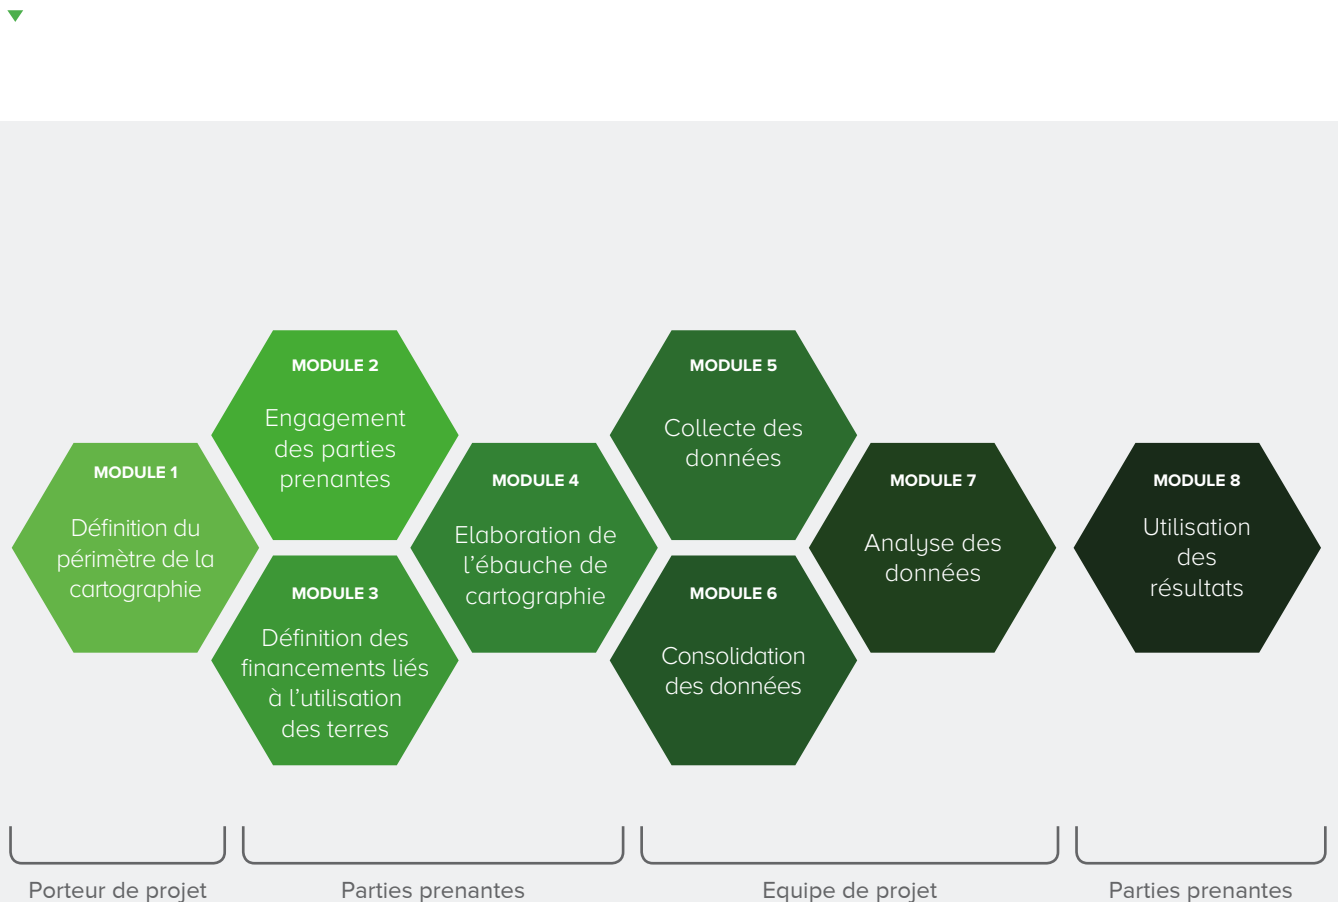 MODULE 1
Définition du
périmètre de la
cartographie
MODULE 2
Engagement
des parties
prenantes
MODULE 3
Définition des
financements liés
à l’utilisation
des terres
MODULE 4
Elaboration de
l’ébauche de
cartographie
MODULE 5
Collecte des
données
MODULE 6
Consolidation
des données
MODULE 7
Analyse des
données
MODULE 8
Utilisation
des
résultats
Porteur de projet
Parties prenantes
Equipe de projet
Parties prenantes